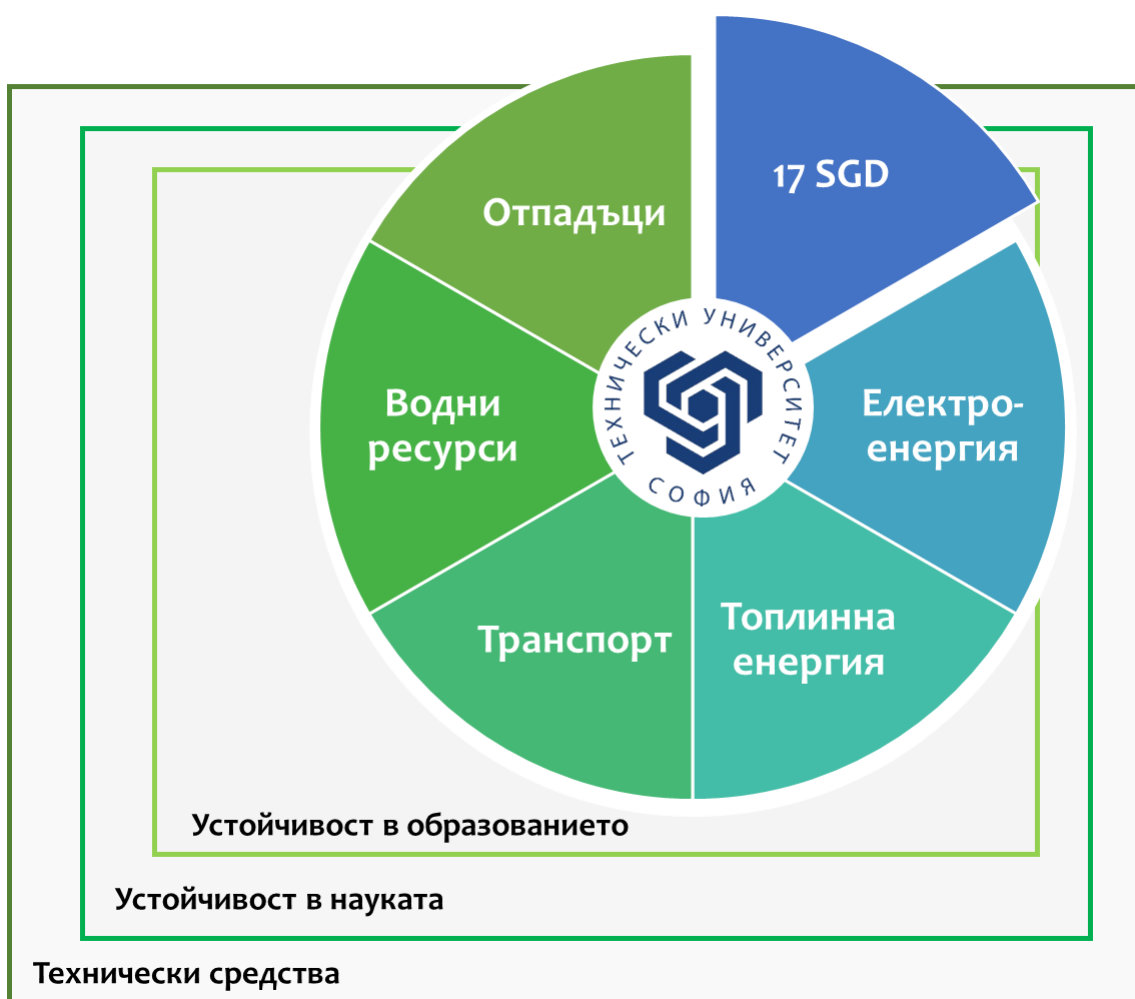 17 SGD
Отпадъци
ТЕХНИЧЕСКИ УНИВЕРСИТЕТ
СОФИЯ
Водни
ресурси
Електро-
енергия
Транспорт
Топлинна
енергия
Устойчивост в образованието
Устойчивост в науката
Технически средства